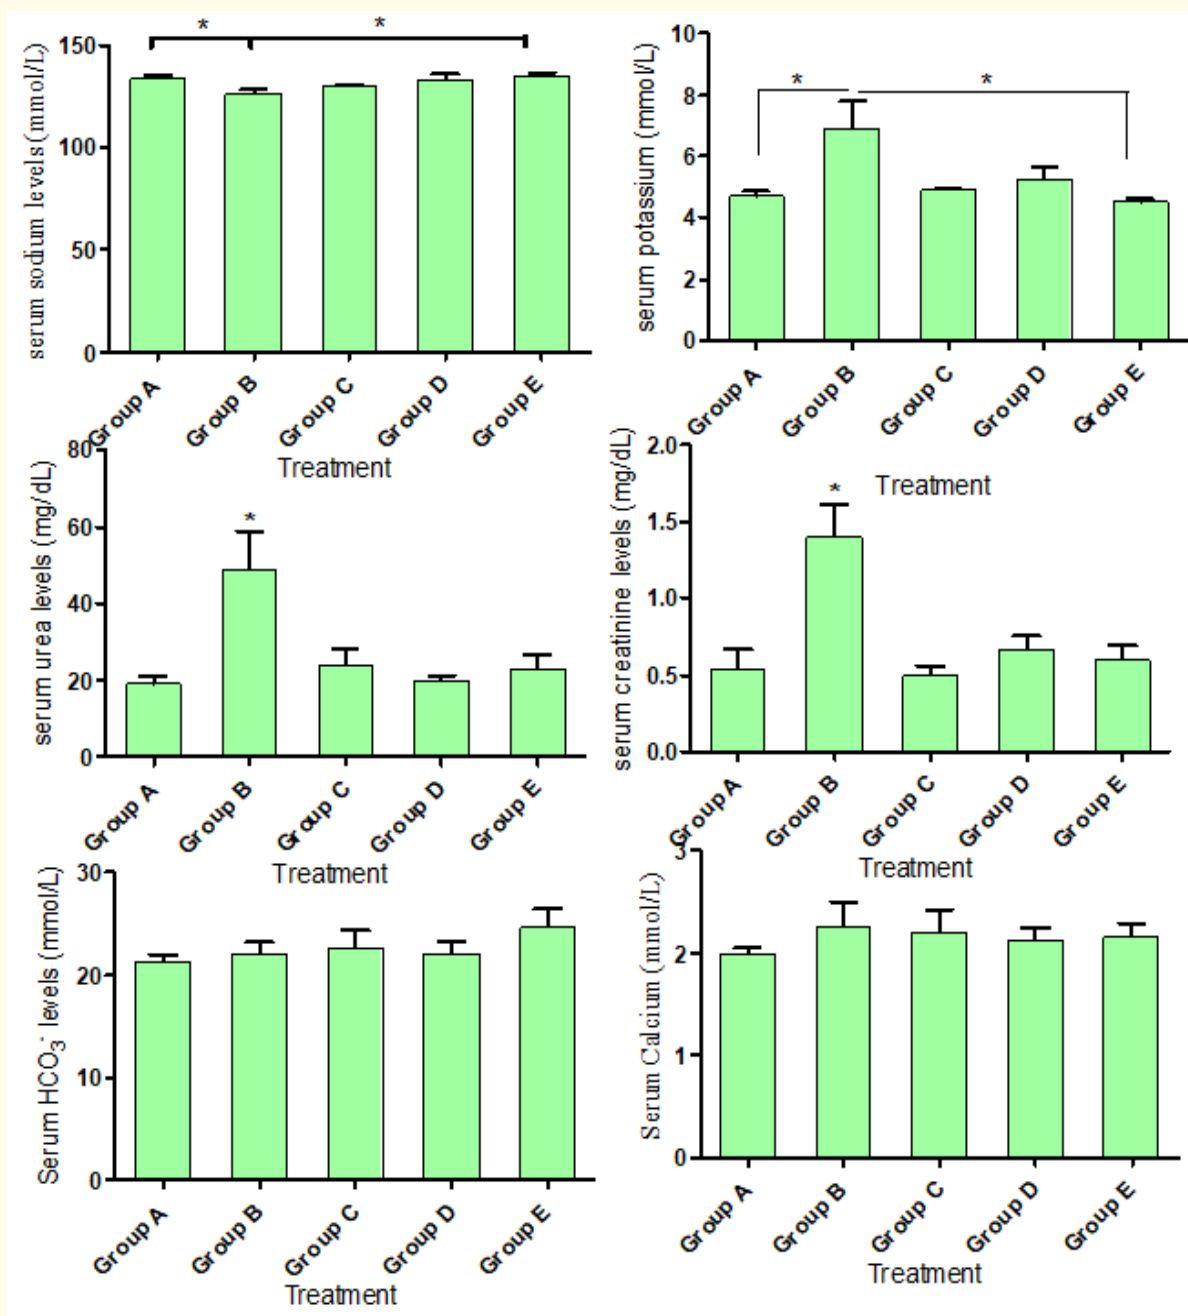 * *
serum sodium levels(mmol/L)
150
100
50
0
Group A
Group B
Group C
Group D
Group E
Treatment
* *
serum potassium (mmol/L)
10
8
6
4
2
0
Group A
Group B
Group C
Group D
Group E
Treatment
*
serum urea levels (mg/dL)
80
60
40
20
0
Group A
Group B
Group C
Group D
Group E
Treatment
*
serum creatinine levels (mg/dL)
2.0
1.5
1.0
0.5
0.0
Group A
Group B
Group C
Group D
Group E
Treatment
Serum HCO₃⁻ levels (mmol/L)
30
20
10
0
Group A
Group B
Group C
Group D
Group E
Treatment
Serum Calcium (mmol/L)
3
2
1
0
Group A
Group B
Group C
Group D
Group E
Treatment